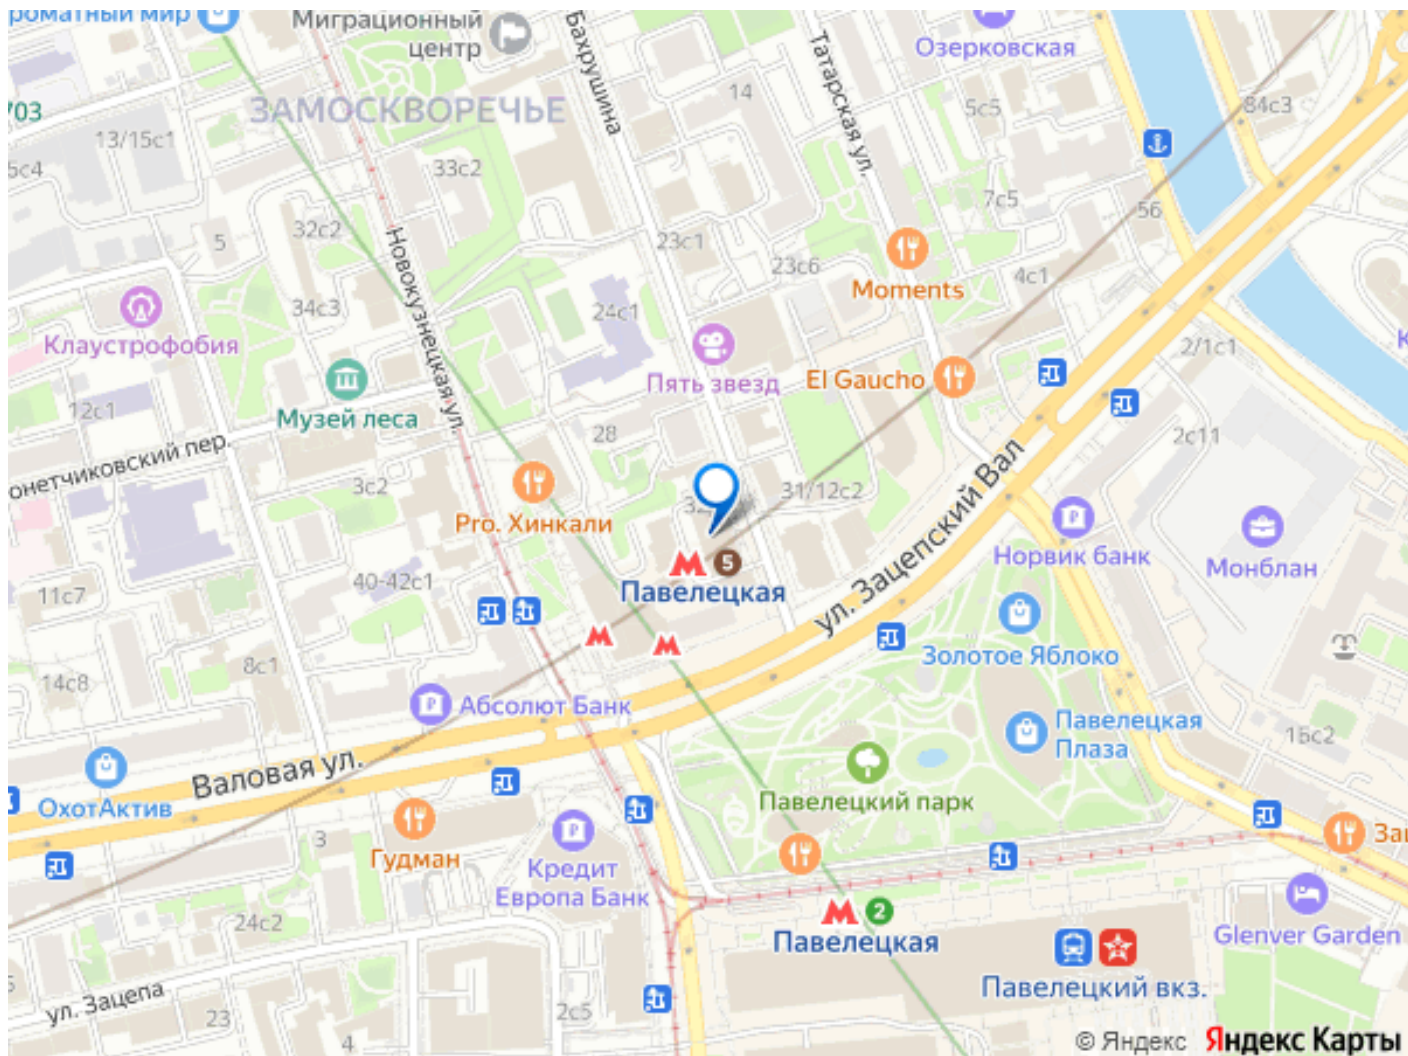 роматный мир
Миграционный
центр
Бахрушина
Татарская ул.
Озерковская
703
ЗАМОСКВОРЕЧЬЕ
14
5с5
84с3
13/15с1
5с4
33с2
7с5
56
5
32с2
Новокузнецкая ул.
23с1
23с6
4с1
Moments
34с3
24с1
Клаустрофобия
2/1с1
К
Пять звезд
El Gaucho
12с1
Музей леса
28
2с11
онетчиковский пер.
3с2
31/12с2
Pro. Хинкали
ул. Зацепский Вал
Норвик банк
Монблан
5
Павелецкая
40-42с1
11с7
Золотое Яблоко
8с1
14с8
Абсолют Банк
Павелецкая
Плаза
15с2
Валовая ул.
ОхотАктив
Павелецкий парк
3
Гудман
Кредит
Европа Банк
Зац
24с2
2
Павелецкая
Glenver Garden
Павелецкий вкз.
ул. Зацепа
23
2с5
4
© Яндекс Яндекс Карты